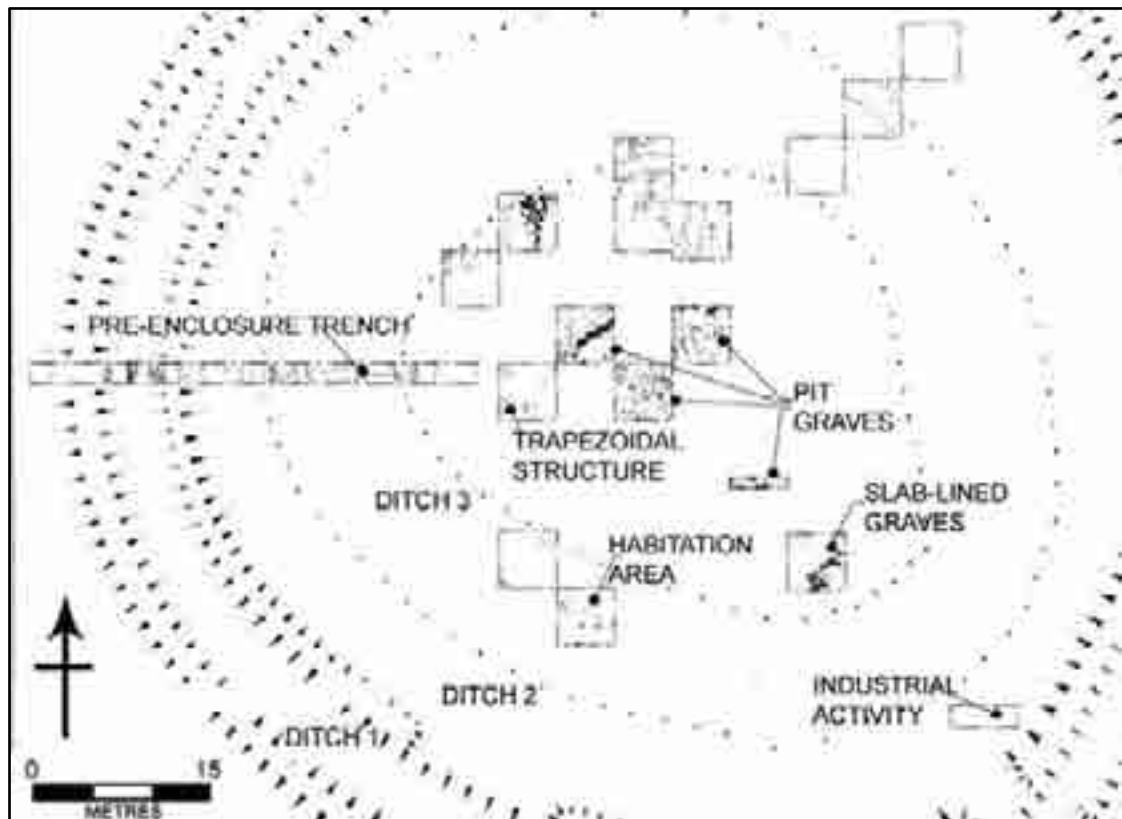 PRE-ENCLOSURE TRENCH
TRAPEZOIDAL
STRUCTURE
PIT
GRAVES
DITCH 3
SLAB-LINED
GRAVES
HABITATION
AREA
DITCH 2
INDUSTRIAL
ACTIVITY
DITCH 1
0 15
METRES